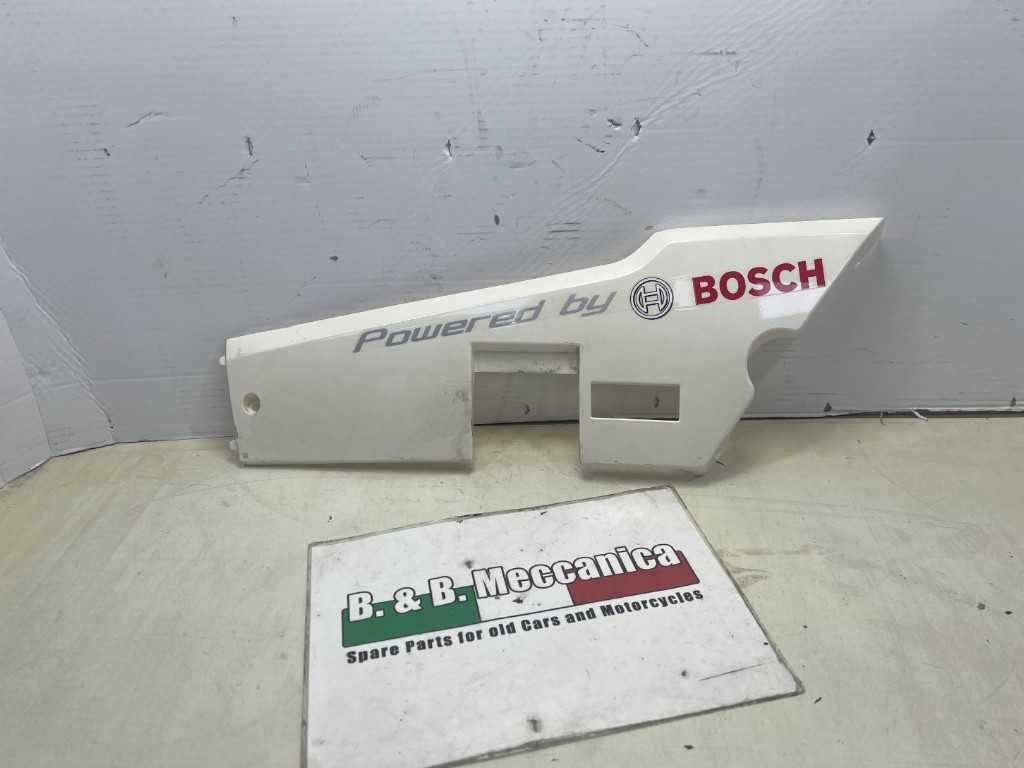 Powered by BOSCH
B. & B. Meccanica
Spare Parts for old Cars and Motorcycles